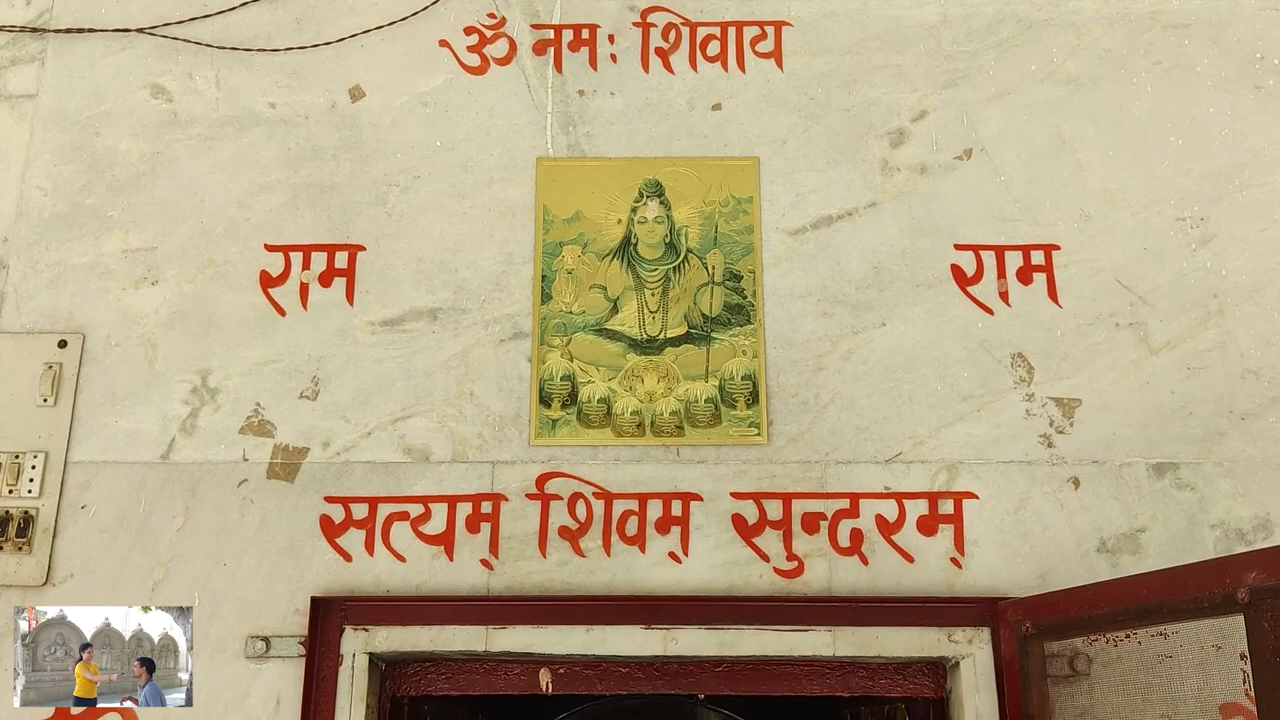 ॐ नमः शिवाय
राम राम
सत्यम् शिवम् सुन्दरम्